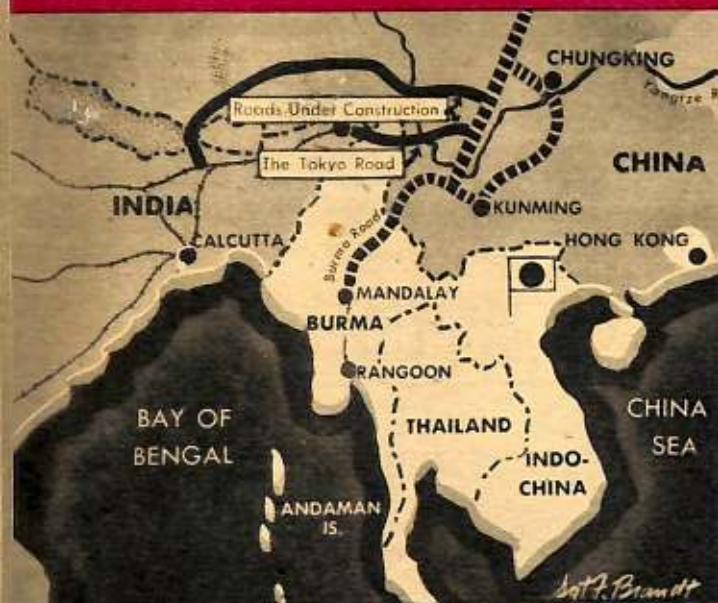 CHUNGKING
Yangtze R
Roads Under Construction
The Tokyo Road
CHINA
INDIA
KUNMING
CALCUTTA
HONG KONG
Burma Road
MANDALAY
BURMA
RANGOON
BAY OF
BENGAL
THAILAND
CHINA
SEA
INDO-
CHINA
ANDAMAN
IS.
Sgt F. Brandt